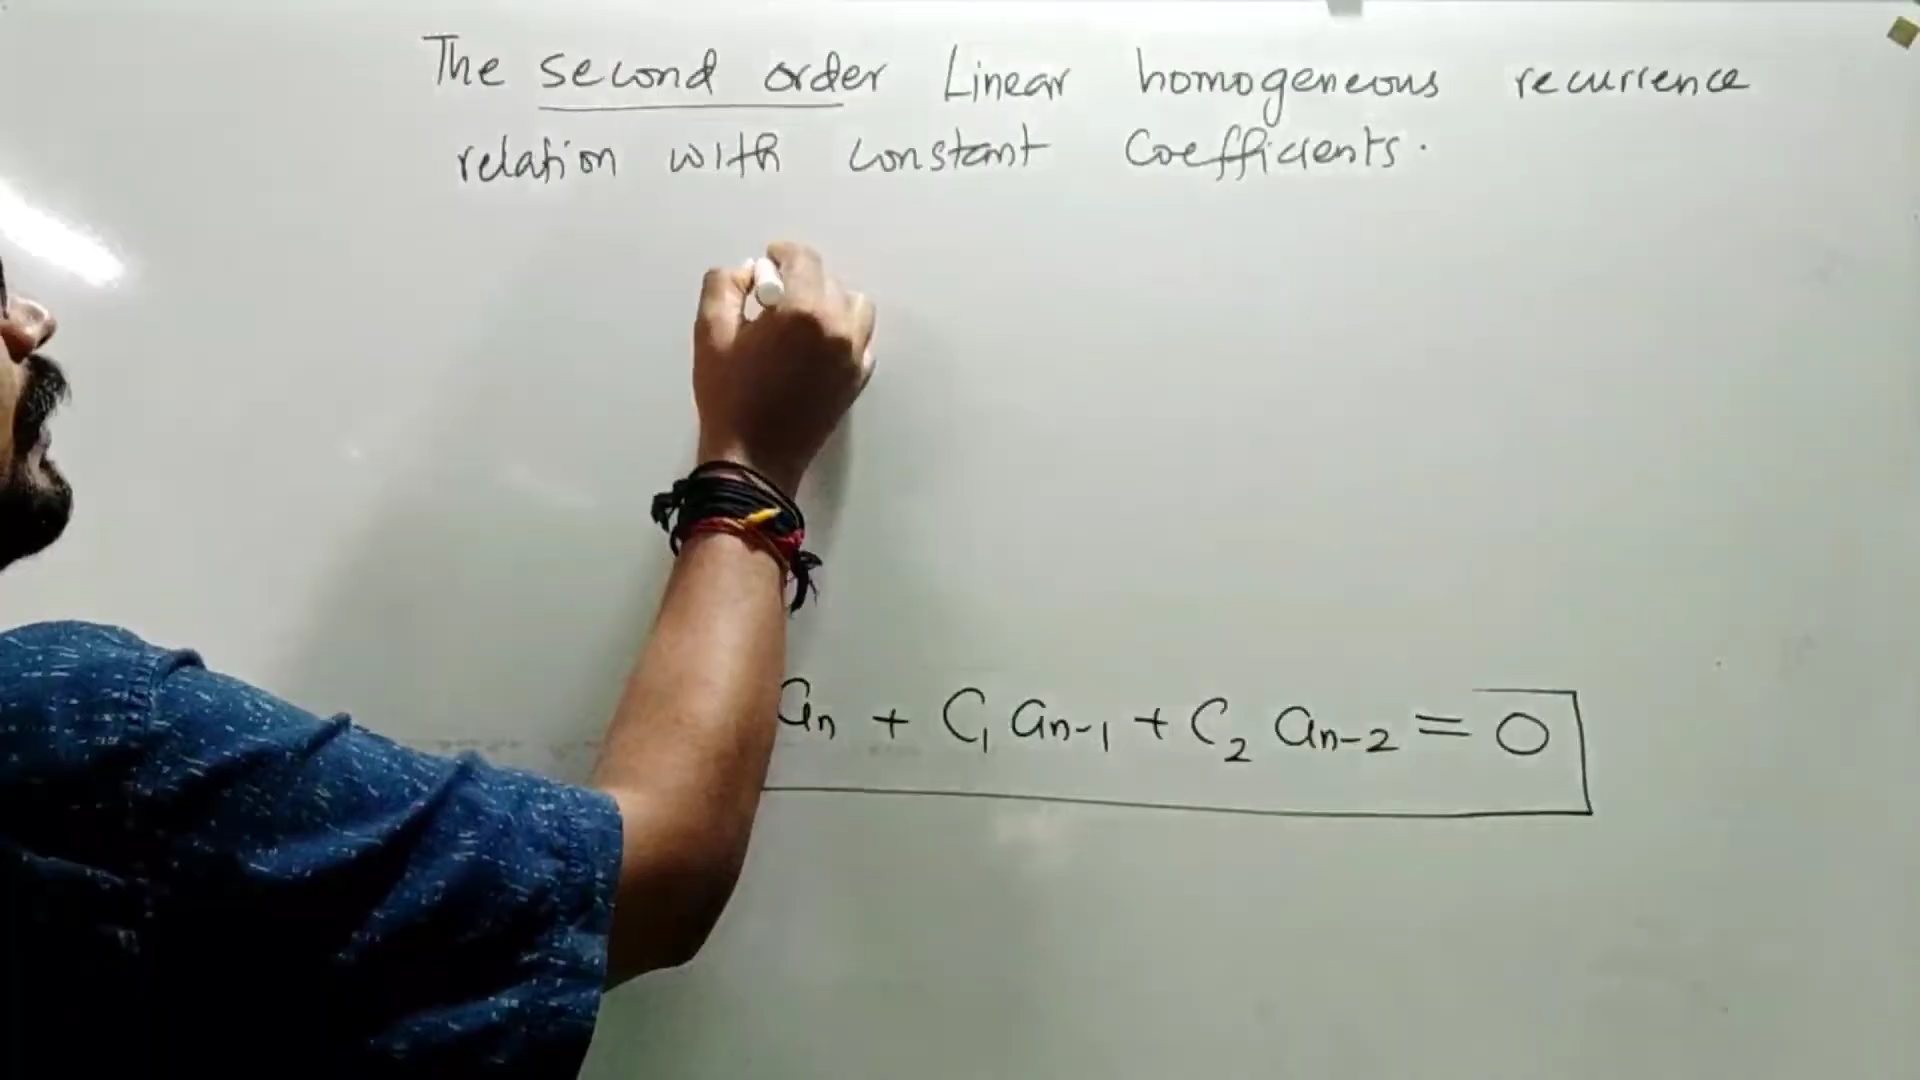 The second order Linear homogeneous recurrence
relation with constant Coefficients.
an + C1 an-1 + C2 an-2 = 0